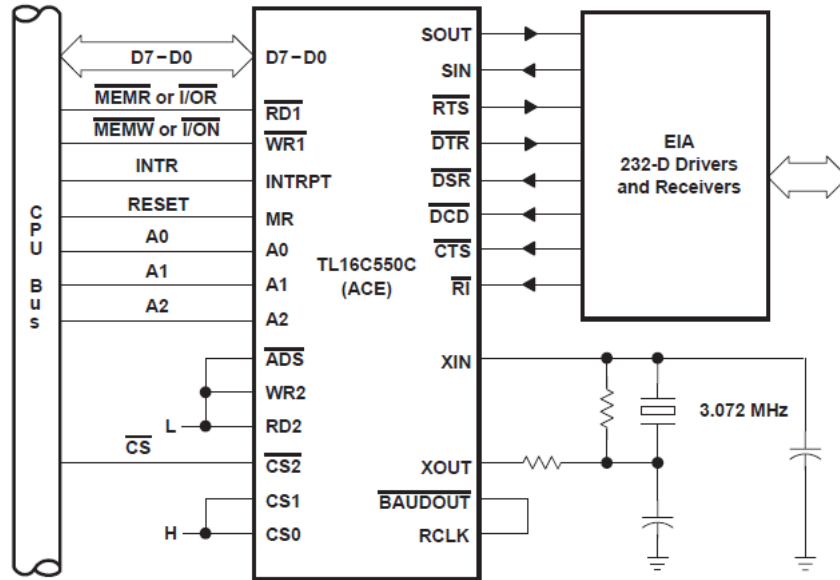 CPU Bus
D7–D0
MEMR or I/OR
MEMW or I/ON
INTR
RESET
A0
A1
A2
L
CS
H
D7–D0
RD1
WR1
INTRPT
MR
A0
A1
A2
ADS
WR2
RD2
CS2
CS1
CS0
TL16C550C
(ACE)
SOUT
SIN
RTS
DTR
DSR
DCD
CTS
RI
XIN
XOUT
BAUDOUT
RCLK
EIA
232-D Drivers
and Receivers
3.072 MHz